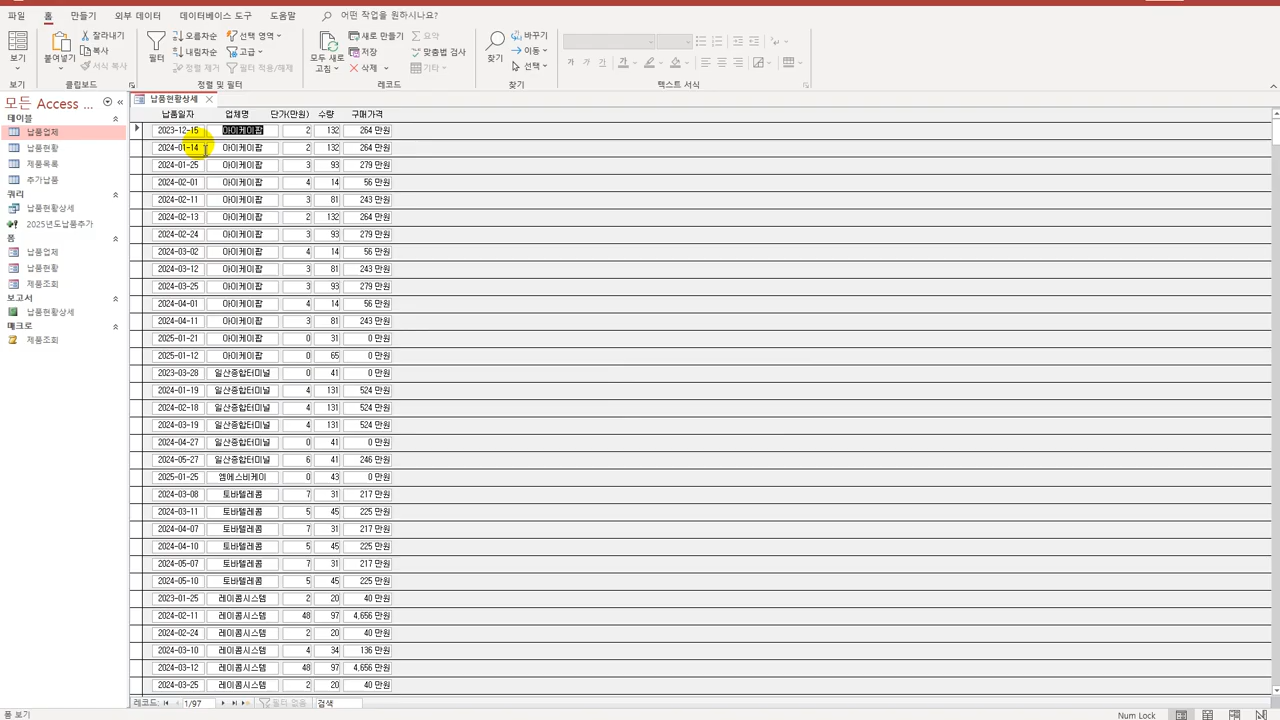 파일 홈 만들기 외부 데이터 데이터베이스 도구 도움말 어떤 작업을 원하시나요?
보기
붙여넣기
잘라내기
복사
서식 복사
필터
오름차순
내림차순
정렬 제거
선택 영역
고급
필터 적용/해제
모두 새로 고침
새로 만들기
저장
삭제
요약
맞춤법 검사
기타
찾기
바꾸기
이동
선택
가 가 가 가
보기 클립보드 정렬 및 필터 레코드 찾기 텍스트 서식
모든 Access ...
테이블
납품업체
납품현황
제품목록
추가납품
쿼리
납품현황상세
2025년도납품추가
폼
납품업체
납품현황
제품조회
보고서
납품현황상세
매크로
제품조회
납품현황상세
납품일자 업체명 단가(만원) 수량 구매가격
2023-12-15 아이케이팝 2 132 264 만원
2024-01-14 아이케이팝 2 132 264 만원
2024-01-25 아이케이팝 3 93 279 만원
2024-02-01 아이케이팝 4 14 56 만원
2024-02-11 아이케이팝 3 81 243 만원
2024-02-13 아이케이팝 2 132 264 만원
2024-02-24 아이케이팝 3 93 279 만원
2024-03-02 아이케이팝 4 14 56 만원
2024-03-12 아이케이팝 3 81 243 만원
2024-03-25 아이케이팝 3 93 279 만원
2024-04-01 아이케이팝 4 14 56 만원
2024-04-11 아이케이팝 3 81 243 만원
2025-01-21 아이케이팝 0 31 0 만원
2025-01-12 아이케이팝 0 65 0 만원
2023-03-28 일산종합터미널 0 41 0 만원
2024-01-19 일산종합터미널 4 131 524 만원
2024-02-18 일산종합터미널 4 131 524 만원
2024-03-19 일산종합터미널 4 131 524 만원
2024-04-27 일산종합터미널 0 41 0 만원
2024-05-27 일산종합터미널 6 41 246 만원
2025-01-25 엠에스비케이 0 43 0 만원
2024-03-08 토바텔레콤 7 31 217 만원
2024-03-11 토바텔레콤 5 45 225 만원
2024-04-07 토바텔레콤 7 31 217 만원
2024-04-10 토바텔레콤 5 45 225 만원
2024-05-07 토바텔레콤 7 31 217 만원
2024-05-10 토바텔레콤 5 45 225 만원
2023-01-25 레이콤시스템 2 20 40 만원
2024-02-11 레이콤시스템 48 97 4,656 만원
2024-02-24 레이콤시스템 2 20 40 만원
2024-03-10 레이콤시스템 4 34 136 만원
2024-03-12 레이콤시스템 48 97 4,656 만원
2024-03-25 레이콤시스템 2 20 40 만원
레코드: 1/97 필터 없음 검색
폼 보기 Num Lock